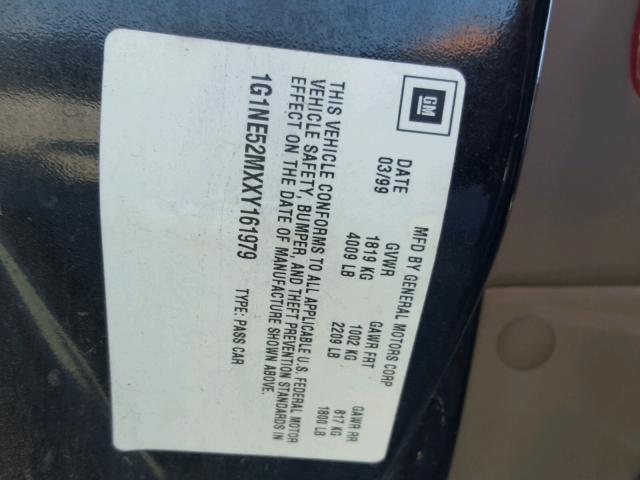 GM
MFD BY GENERAL MOTORS CORP
DATE GVWR GAWR FRT GAWR RR
03/99 1819 KG 1002 KG 817 KG
4009 LB 2209 LB 1800 LB
THIS VEHICLE CONFORMS TO ALL APPLICABLE U.S. FEDERAL MOTOR
VEHICLE SAFETY, BUMPER, AND THEFT PREVENTION STANDARDS IN
EFFECT ON THE DATE OF MANUFACTURE SHOWN ABOVE.
1G1NE52MXXY161979 TYPE: PASS CAR